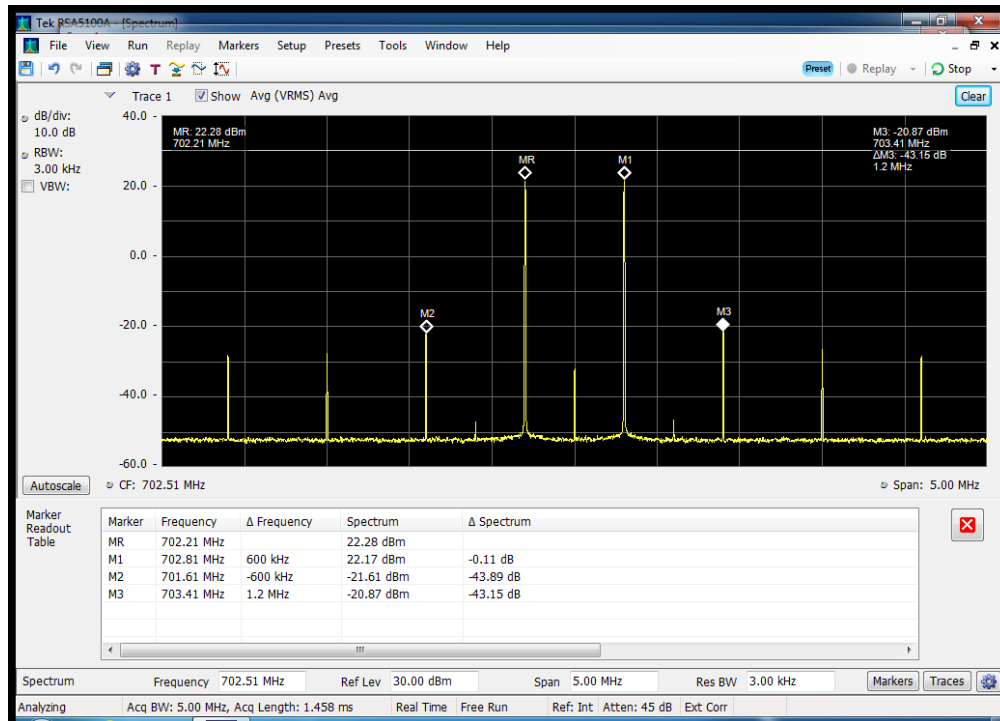 Tek RSA5100A - [Spectrum]
File View Run Replay Markers Setup Presets Tools Window Help
T Preset Replay Stop
Trace 1 Show Avg (VRMS) Avg Clear
dB/div:
10.0 dB
RBW:
3.00 kHz
VBW:
40.0
20.0
0.0
-20.0
-40.0
-60.0
MR: 22.28 dBm
702.21 MHz
M3: -20.87 dBm
703.41 MHz
ΔM3: -43.15 dB
1.2 MHz
MR M1
M2 M3
Autoscale CF: 702.51 MHz Span: 5.00 MHz
Marker
Readout
Table
Marker Frequency Δ Frequency Spectrum Δ Spectrum
MR 702.21 MHz 22.28 dBm
M1 702.81 MHz 600 kHz 22.17 dBm -0.11 dB
M2 701.61 MHz -600 kHz -21.61 dBm -43.89 dB
M3 703.41 MHz 1.2 MHz -20.87 dBm -43.15 dB
Spectrum Frequency 702.51 MHz Ref Lev 30.00 dBm Span 5.00 MHz Res BW 3.00 kHz Markers Traces
Analyzing Acq BW: 5.00 MHz, Acq Length: 1.458 ms Real Time Free Run Ref: Int Atten: 45 dB Ext Corr